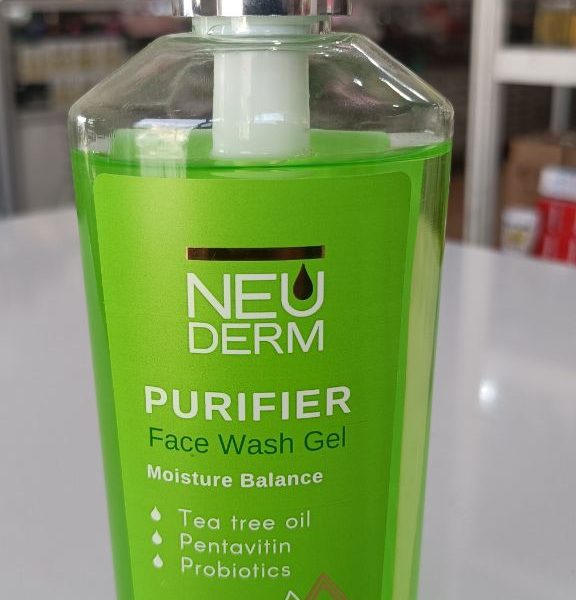 NEU
DERM
PURIFIER
Face Wash Gel
Moisture Balance
Tea tree oil
Pentavitin
Probiotics